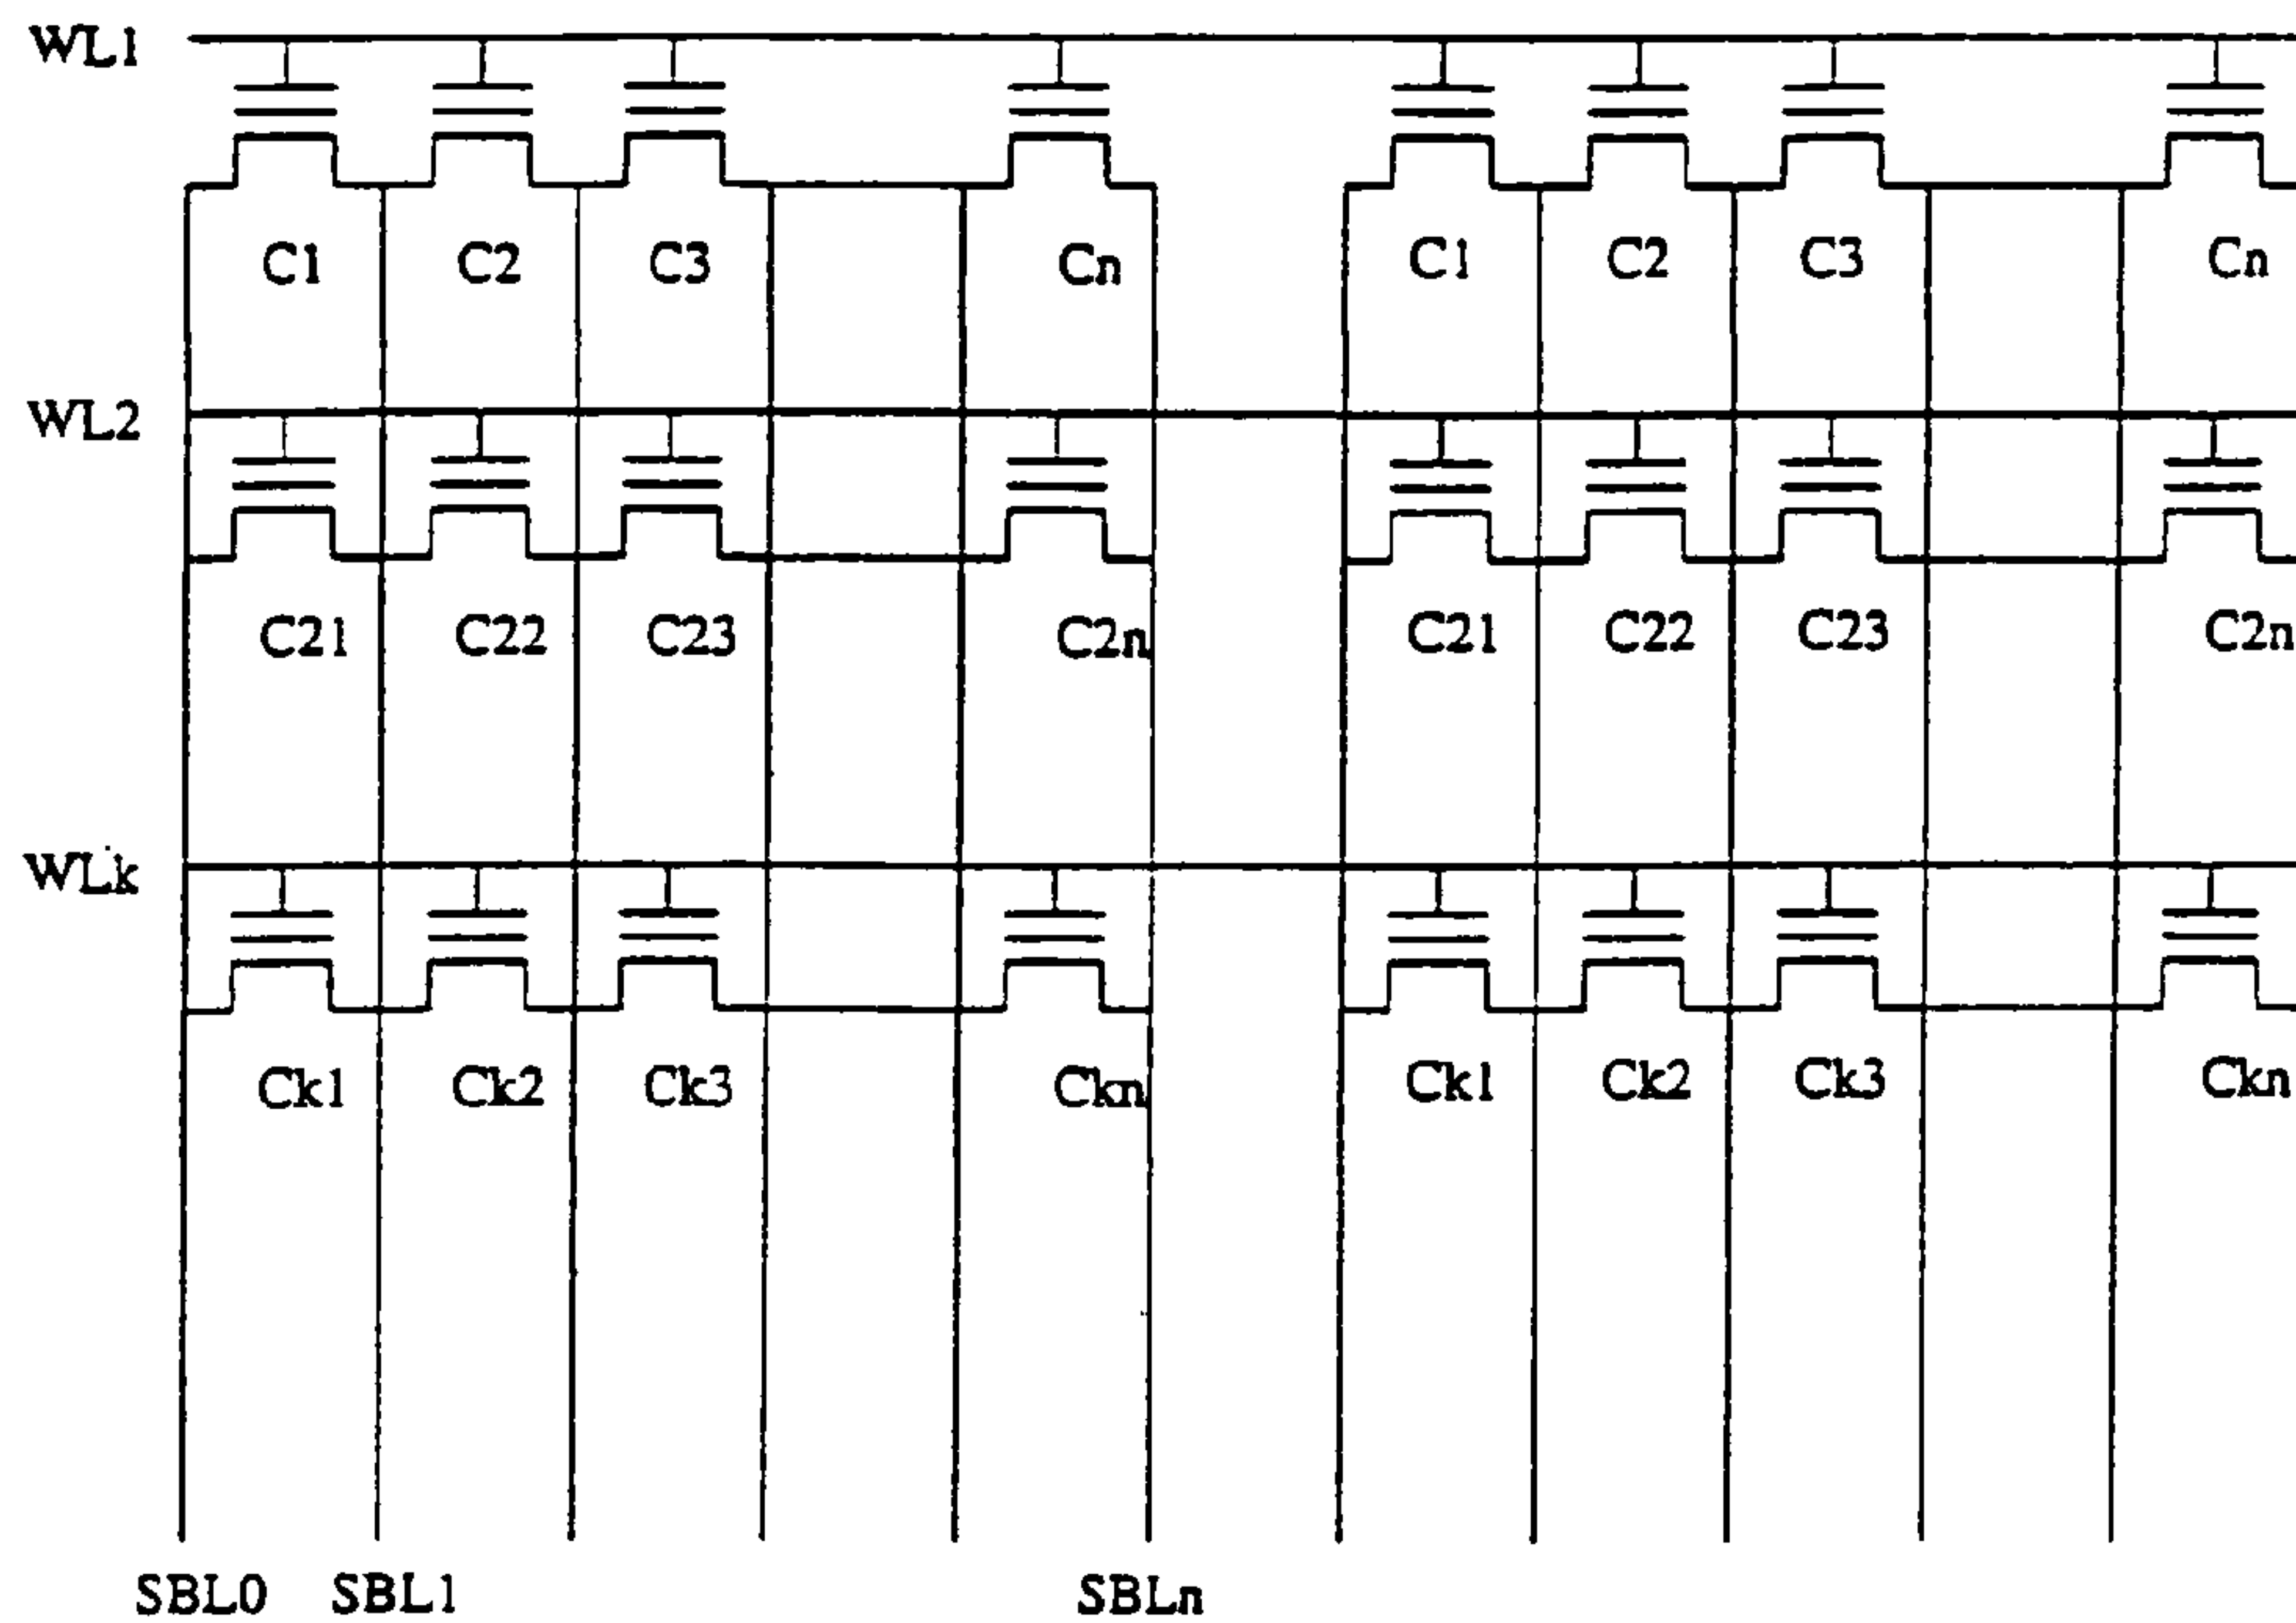 WL1
C1 C2 C3 Cn C1 C2 C3 Cn
WL2
C21 C22 C23 C2n C21 C22 C23 C2n
WLk
Ck1 Ck2 Ck3 Ckn Ck1 Ck2 Ck3 Ckn
SBL0 SBL1 SBLn